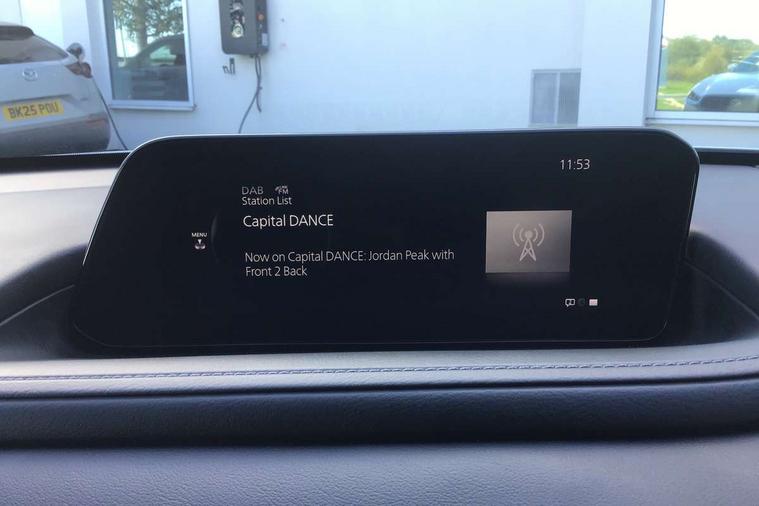 BK25 POU
11:53
DAB FM
Station List
Capital DANCE
MENU
Now on Capital DANCE: Jordan Peak with
Front 2 Back